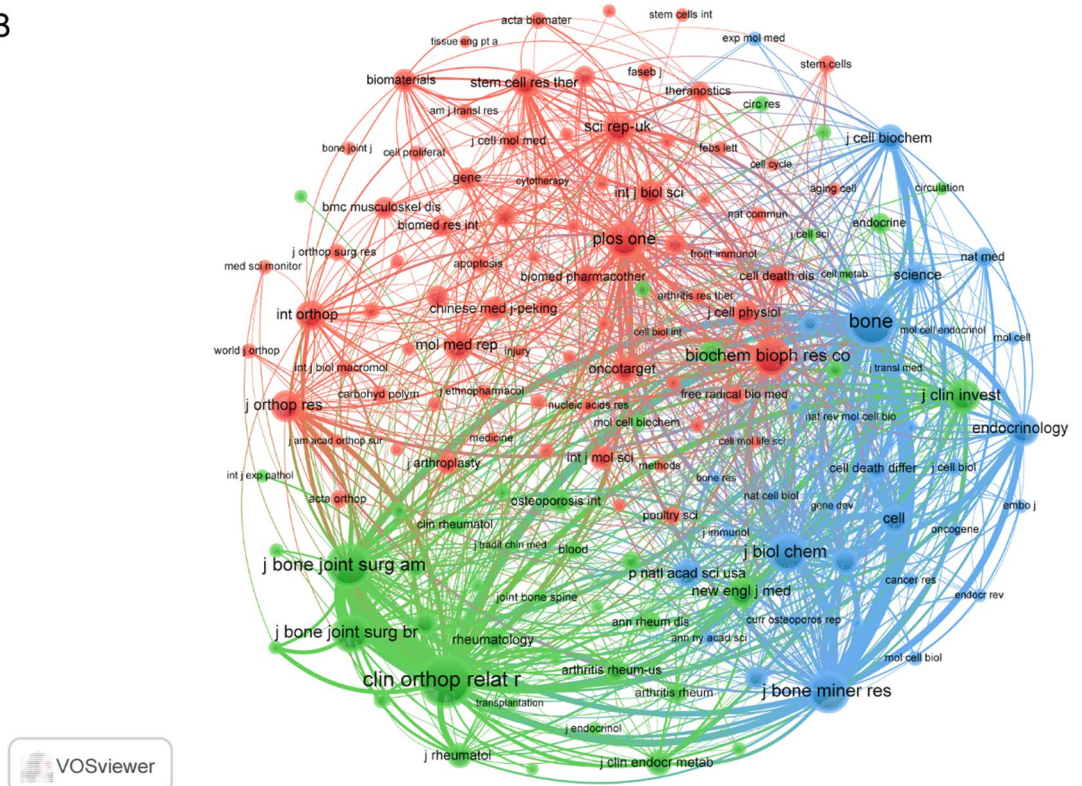 B
acta biomater
stem cells int
tissue eng pt a
exp mol med
biomaterials
stem cell res ther
faseb j
stem cells
theranostics
circ res
am j transl res
sci rep-uk
j cell biochem
bone joint j
cell proliferat
j cell mol med
febs lett
cell cycle
gene
cytotherapy
int j biol sci
aging cell
circulation
bmc musculoskel dis
biomed res int
nat commun
endocrine
j cell sci
plos one
j orthop surg res
front immunol
nat med
med sci monitor
apoptosis
biomed pharmacother
cell death dis
cell metab
science
arthritis res ther
int orthop
chinese med j-peking
j cell physiol
bone
cell biol int
mol cell endocrinol
mol cell
world j orthop
mol med rep
injury
biochem bioph res co
int j biol macromol
oncotarget
j transl med
carbohyd polym
j ethnopharmacol
free radical bio med
j clin invest
j orthop res
nucleic acids res
nat rev mol cel bio
mol cell biochem
endocrinology
j am acad orthop sur
medicine
cell mol life sci
j arthroplasty
int j mol sci
methods
cell death differ
j cell biol
int j exp pathol
bone res
acta orthop
osteoporosis int
nat cell biol
gene dev
embo j
poultry sci
clin rheumatol
cell
oncogene
j immunol
j tradit chin med
blood
j biol chem
j bone joint surg am
p natl acad sci usa
cancer res
new engl j med
endocr rev
joint bone spine
ann rheum dis
curr osteoporos rep
j bone joint surg br
rheumatology
ann ny acad sci
mol cell biol
arthritis rheum-us
clin orthop relat r
arthritis rheum
j bone miner res
transplantation
j endocrinol
j rheumatol
j clin endocr metab
VOSviewer